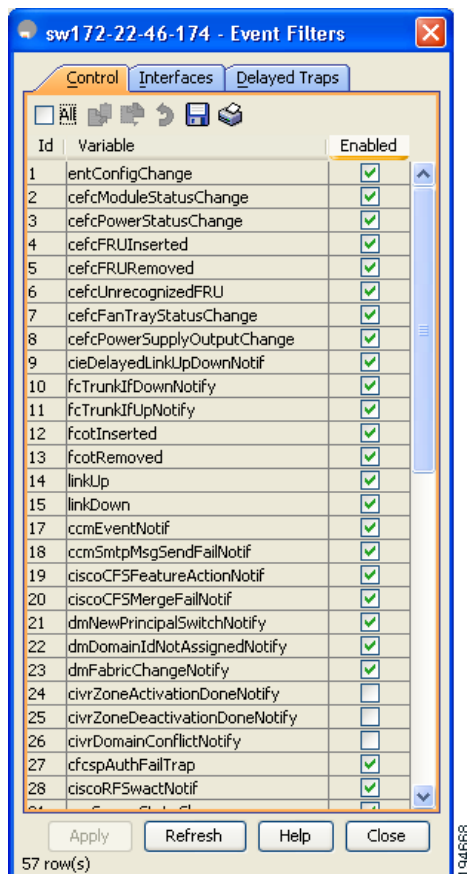 sw172-22-46-174 - Event Filters
Control Interfaces Delayed Traps
All
Id Variable Enabled
1 entConfigChange
2 cefcModuleStatusChange
3 cefcPowerStatusChange
4 cefcFRUInserted
5 cefcFRURemoved
6 cefcUnrecognizedFRU
7 cefcFanTrayStatusChange
8 cefcPowerSupplyOutputChange
9 cieDelayedLinkUpDownNotif
10 fcTrunkIfDownNotify
11 fcTrunkIfUpNotify
12 fcotInserted
13 fcotRemoved
14 linkUp
15 linkDown
17 ccmEventNotif
18 ccmSmtpMsgSendFailNotif
19 ciscoCFSFeatureActionNotif
20 ciscoCFSMergeFailNotif
21 dmNewPrincipalSwitchNotify
22 dmDomainIdNotAssignedNotify
23 dmFabricChangeNotify
24 civrZoneActivationDoneNotify
25 civrZoneDeactivationDoneNotify
26 civrDomainConflictNotify
27 cfcspAuthFailTrap
28 ciscoRFSwactNotif
Apply Refresh Help Close
57 row(s)
194668